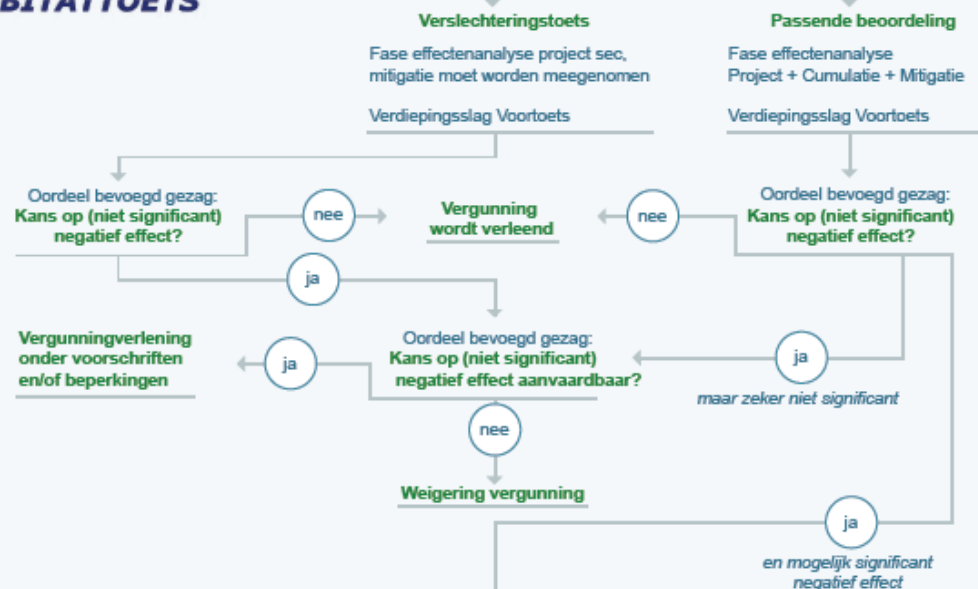 BITATTOETS
Verslechteringstoets
Fase effectenanalyse project sec,
mitigatie moet worden meegenomen
Verdiepingsslag Voortoets
Passende beoordeling
Fase effectenanalyse
Project + Cumulatie + Mitigatie
Verdiepingsslag Voortoets
Oordeel bevoegd gezag:
Kans op (niet significant)
negatief effect?
nee
Vergunning
wordt verleend
nee
Oordeel bevoegd gezag:
Kans op (niet significant)
negatief effect?
ja
Vergunningverlening
onder voorschriften
en/of beperkingen
ja
Oordeel bevoegd gezag:
Kans op (niet significant)
negatief effect aanvaardbaar?
ja
maar zeker niet significant
nee
Weigering vergunning
ja
en mogelijk significant
negatief effect